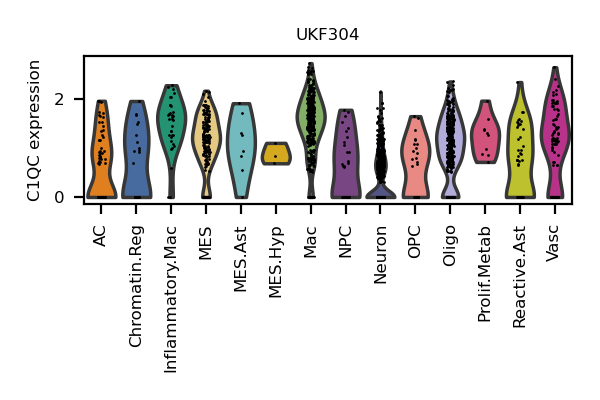 UKF304
C1QC expression
2
0
AC
Chromatin.Reg
Inflammatory.Mac
MES
MES.Ast
MES.Hyp
Mac
NPC
Neuron
OPC
Oligo
Prolif.Metab
Reactive.Ast
Vasc